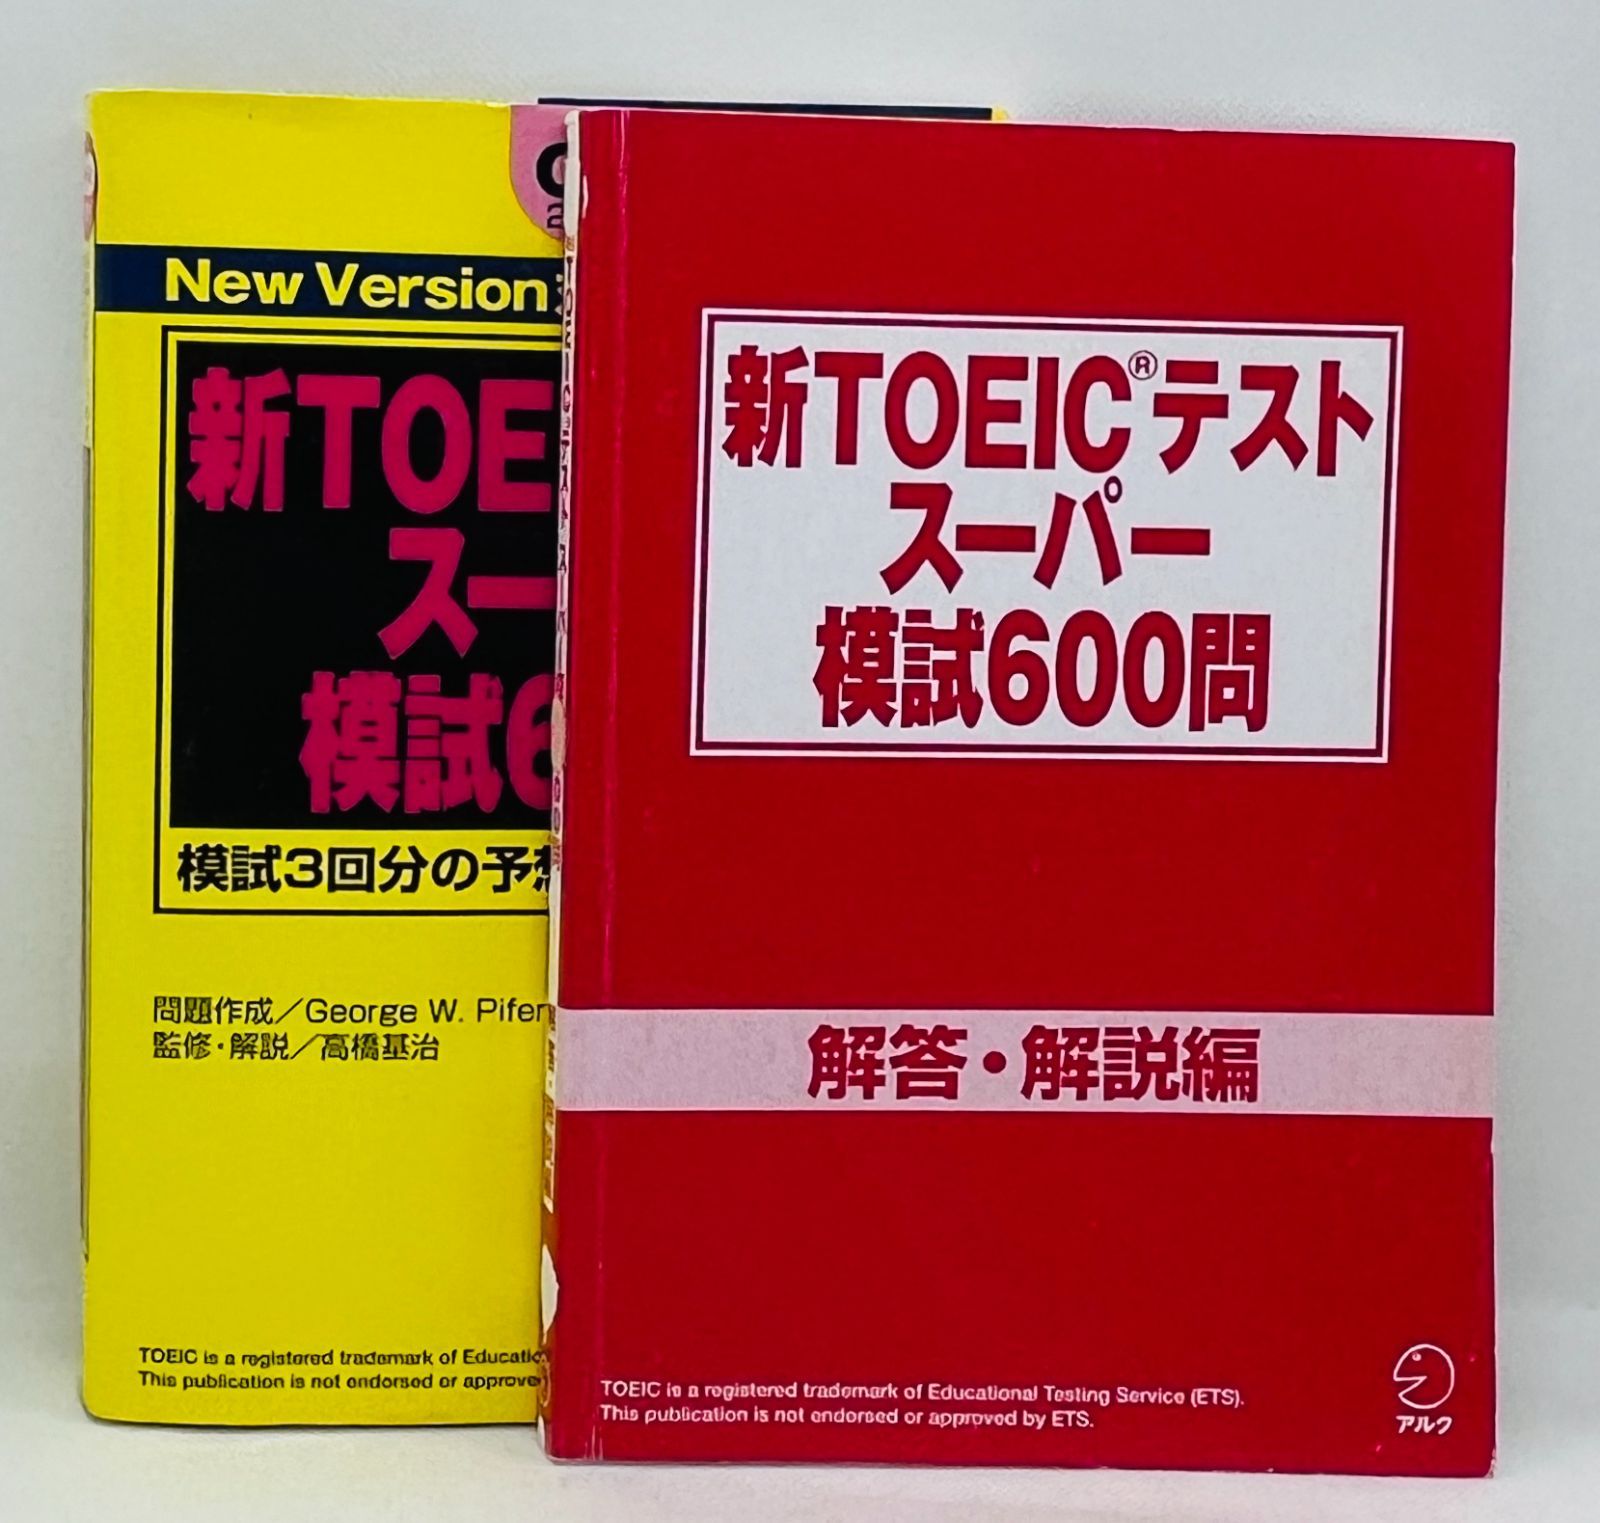 New Version
新TOE
スー
模試6
模試3回分の予想
問題作成／George W. Pifer
監修・解説／高橋基治
TOEIC is a registered trademark of Educatio
This publication is not endorsed or approve
新TOEIC®テスト
スーパー
模試600問
解答・解説編
TOEIC is a registered trademark of Educational Testing Service (ETS).
This publication is not endorsed or approved by ETS.
アルク